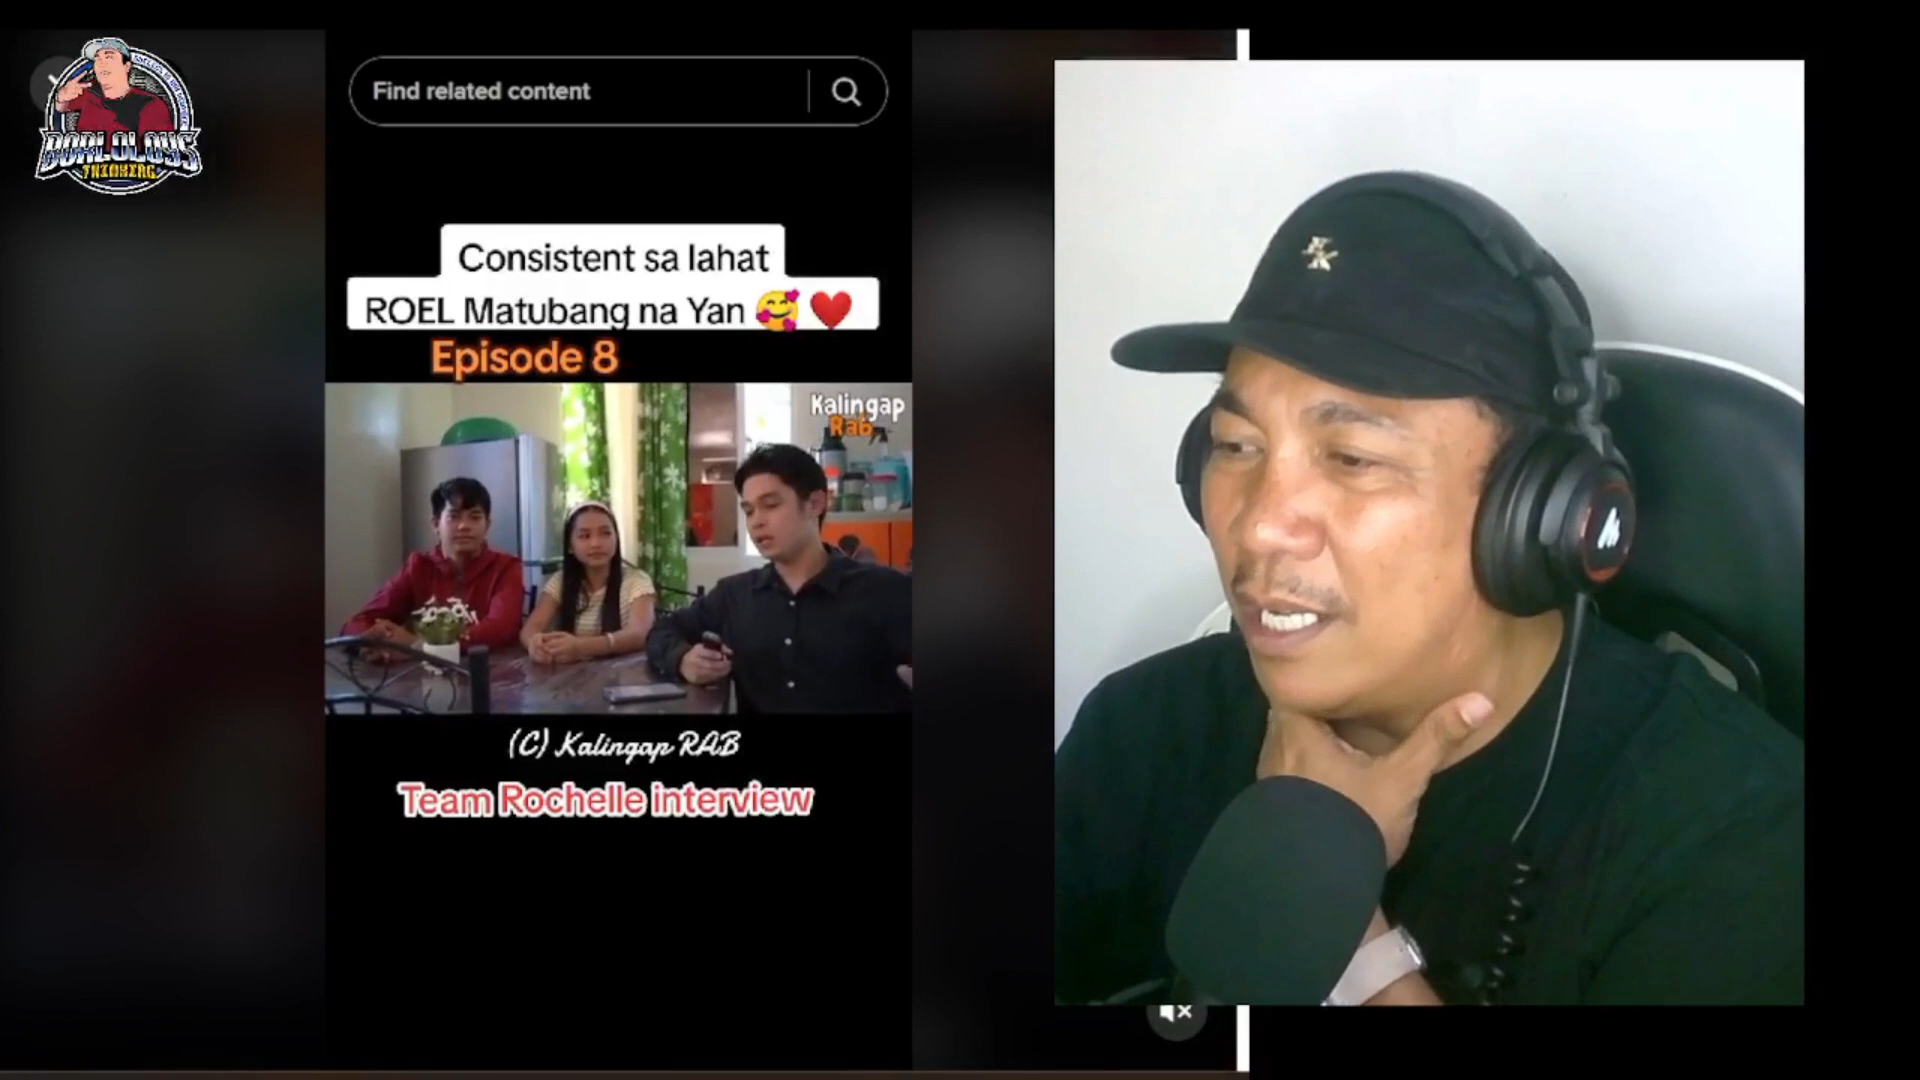 BORLOLOYS
Find related content
Consistent sa lahat
ROEL Matubang na Yan 🥰 ❤️
Episode 8
Kalingap
Rab
(C) Kalingap RAB
Team Rochelle interview